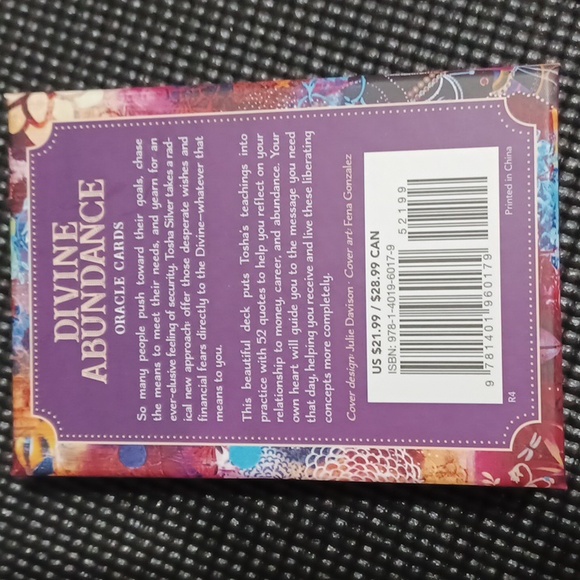 DIVINE
ABUNDANCE
ORACLE CARDS
So many people push toward their goals, chase
the means to meet their needs, and yearn for an
ever-elusive feeling of security. Tosha Silver takes a rad-
ical new approach: offer those desperate wishes and
financial fears directly to the Divine—whatever that
means to you.
This beautiful deck puts Tosha's teachings into
practice with 52 quotes to help you reflect on your
relationship to money, career, and abundance. Your
own heart will guide you to the message you need
that day, helping you receive and live these liberating
concepts more completely.
Cover design: Julie Davison · Cover art: Ema Gonzalez
US $21.99 / $28.99 CAN
ISBN: 978-1-4019-6017-9
52199
9 781401 960179
R4
Printed in China